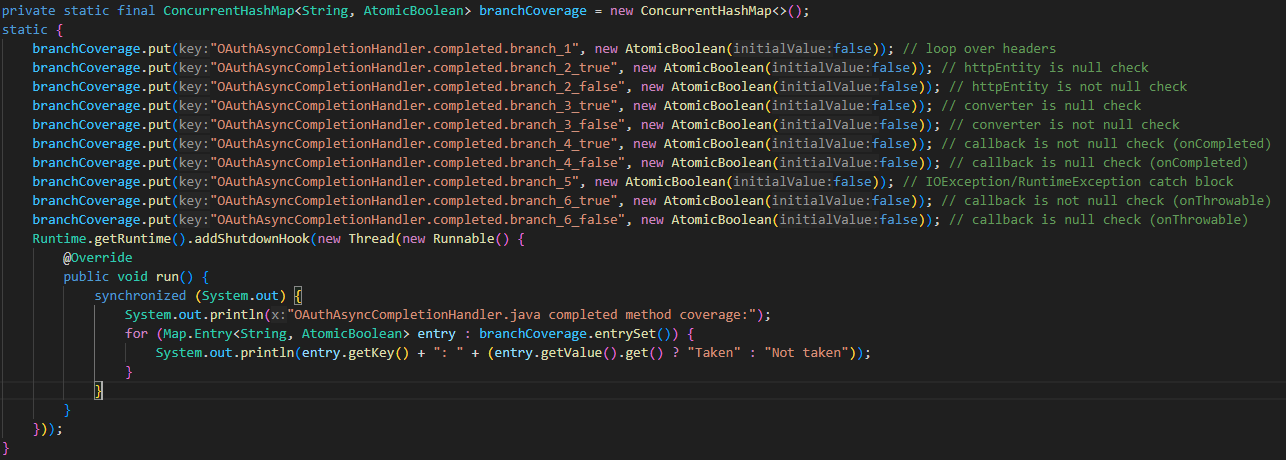 private static final ConcurrentHashMap<String, AtomicBoolean> branchCoverage = new ConcurrentHashMap<>();
static {
    branchCoverage.put(key:"OAuthAsyncCompletionHandler.completed.branch_1", new AtomicBoolean(initialValue:false)); // loop over headers
    branchCoverage.put(key:"OAuthAsyncCompletionHandler.completed.branch_2_true", new AtomicBoolean(initialValue:false)); // httpEntity is null check
    branchCoverage.put(key:"OAuthAsyncCompletionHandler.completed.branch_2_false", new AtomicBoolean(initialValue:false)); // httpEntity is not null check
    branchCoverage.put(key:"OAuthAsyncCompletionHandler.completed.branch_3_true", new AtomicBoolean(initialValue:false)); // converter is null check
    branchCoverage.put(key:"OAuthAsyncCompletionHandler.completed.branch_3_false", new AtomicBoolean(initialValue:false)); // converter is not null check
    branchCoverage.put(key:"OAuthAsyncCompletionHandler.completed.branch_4_true", new AtomicBoolean(initialValue:false)); // callback is not null check (onCompleted)
    branchCoverage.put(key:"OAuthAsyncCompletionHandler.completed.branch_4_false", new AtomicBoolean(initialValue:false)); // callback is null check (onCompleted)
    branchCoverage.put(key:"OAuthAsyncCompletionHandler.completed.branch_5", new AtomicBoolean(initialValue:false)); // IOException/RuntimeException catch block
    branchCoverage.put(key:"OAuthAsyncCompletionHandler.completed.branch_6_true", new AtomicBoolean(initialValue:false)); // callback is not null check (onThrowable)
    branchCoverage.put(key:"OAuthAsyncCompletionHandler.completed.branch_6_false", new AtomicBoolean(initialValue:false)); // callback is null check (onThrowable)
    Runtime.getRuntime().addShutdownHook(new Thread(new Runnable() {
        @Override
        public void run() {
            synchronized (System.out) {
                System.out.println(x:"OAuthAsyncCompletionHandler.java completed method coverage:");
                for (Map.Entry<String, AtomicBoolean> entry : branchCoverage.entrySet()) {
                    System.out.println(entry.getKey() + ": " + (entry.getValue().get() ? "Taken" : "Not taken"));
                }
            }
        }
    }));
}